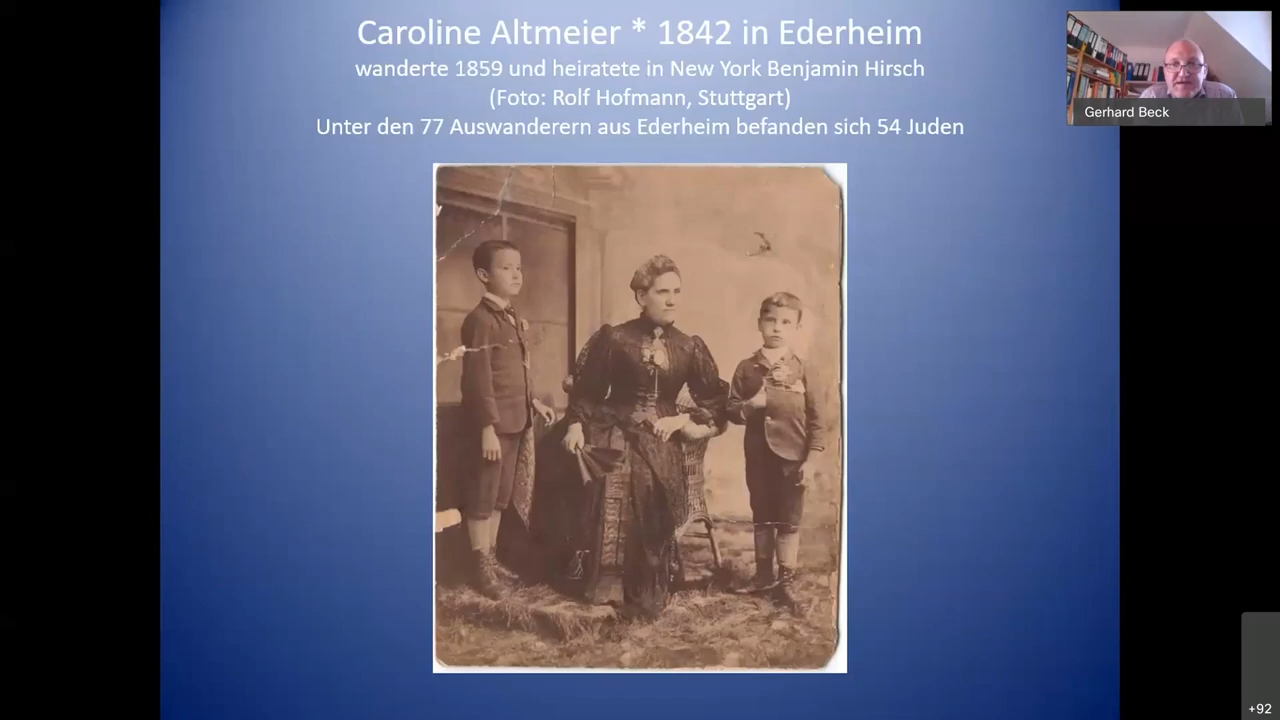 Caroline Altmeier * 1842 in Ederheim
wanderte 1859 und heiratete in New York Benjamin Hirsch
(Foto: Rolf Hofmann, Stuttgart)
Unter den 77 Auswanderern aus Ederheim befanden sich 54 Juden
Gerhard Beck
+92